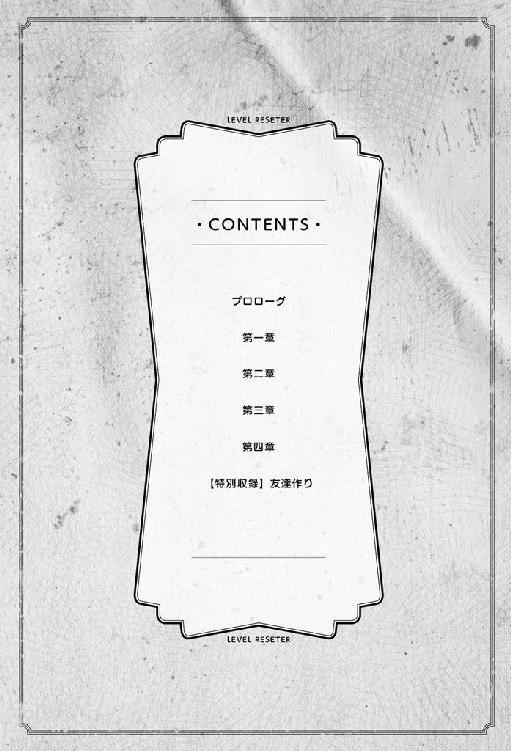 LEVEL RESETER
・CONTENTS・
プロローグ
第一章
第二章
第三章
第四章
【特別収録】友達作り
LEVEL RESETER